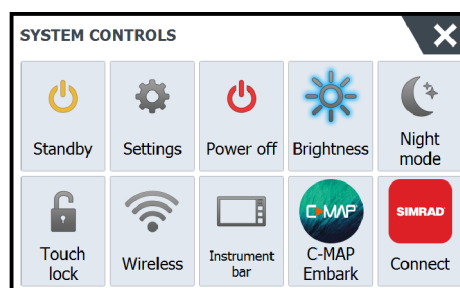 SYSTEM CONTROLS
Standby
Settings
Power off
Brightness
Night
mode
C-MAP
SIMRAD
Touch
lock
Wireless
Instrument
bar
C-MAP
Embark
Connect